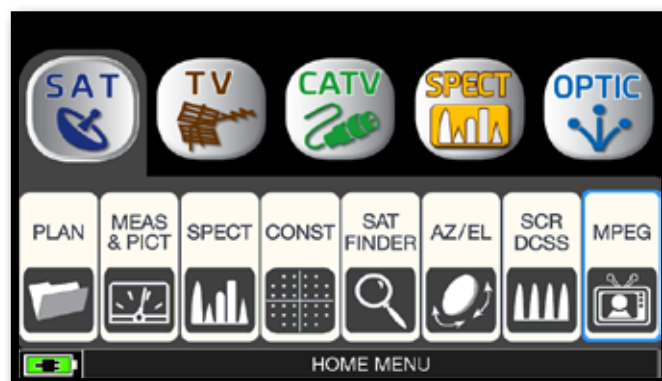 SAT TV CATV SPECT OPTIC
PLAN
MEAS
& PICT
SPECT
CONST
SAT
FINDER
AZ/EL
SCR
DCSS
MPEG
HOME MENU